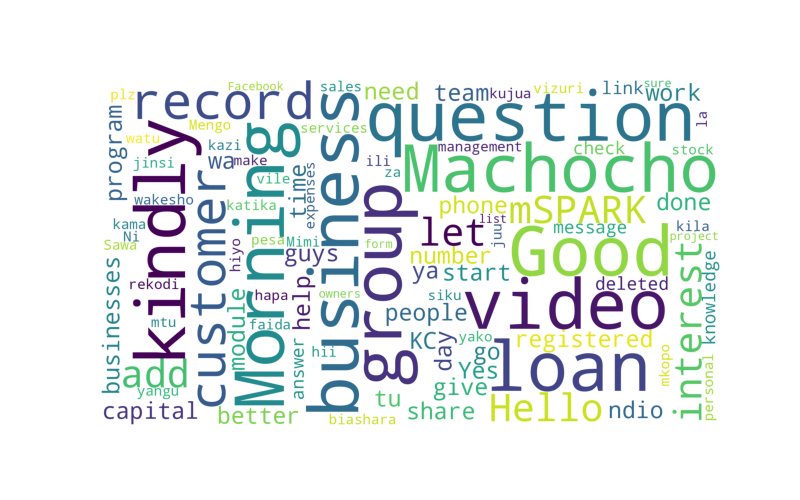 Facebook
sales
plz
records
need
team
kujua
vizuri
link
sure
work
Mengo
services
question
la
watu
program
kazi
management
check
stock
jinsi
wa
make
ili
za
Machocho
kindly
customer
Morning
time
expenses
business
vile
wakesho
katika
phone
mSPARK
done
kama
Ni
hiyo
pesa
Mimi
group
let
list
juu
message
Good
kila
project
Sawa
guys
form
number
businesses
module
help
ya
start
interest
knowledge
rekodi
hapa
owners
siku
video
deleted
mtu
faida
people
answer
hii
KC
day
go
Yes
registered
loan
yako
mkopo
personal
add
yangu
give
capital
better
biashara
tu
share
Hello
ndio